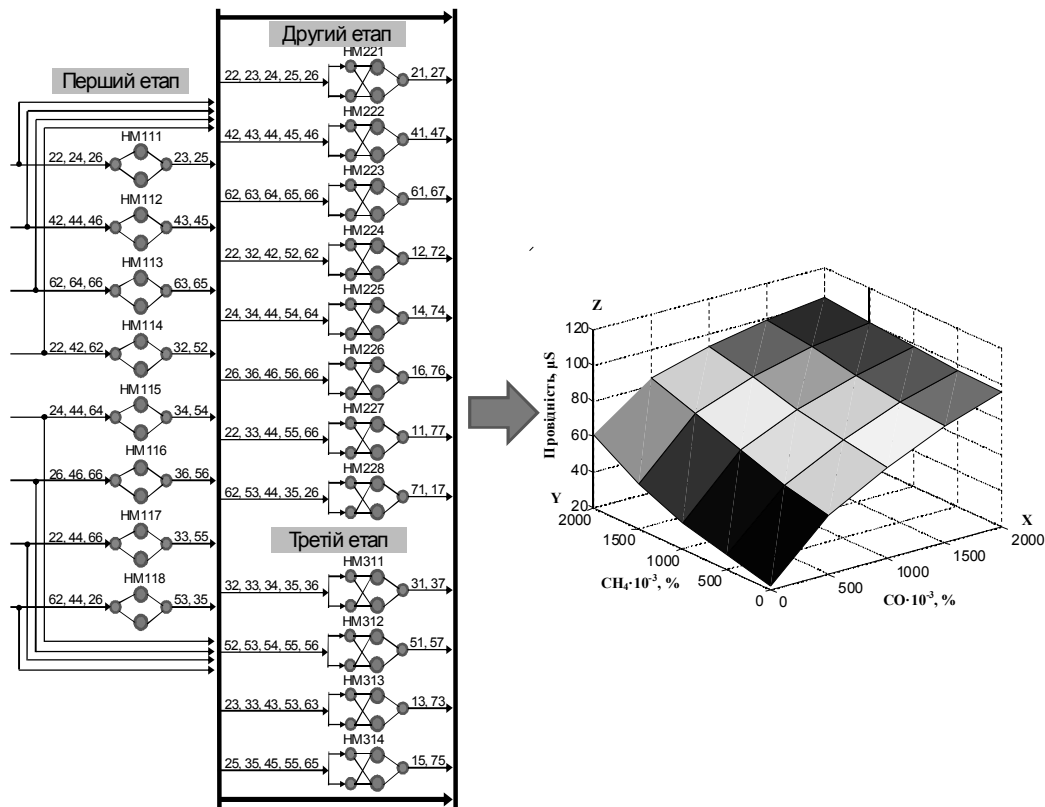 Перший етап
НМ111
22, 24, 26
23, 25
НМ112
42, 44, 46
43, 45
НМ113
62, 64, 66
63, 65
НМ114
22, 42, 62
32, 52
НМ115
24, 44, 64
34, 54
НМ116
26, 46, 66
36, 56
НМ117
22, 44, 66
33, 55
НМ118
62, 44, 26
53, 35
Другий етап
НМ221
22, 23, 24, 25, 26
21, 27
НМ222
42, 43, 44, 45, 46
41, 47
НМ223
62, 63, 64, 65, 66
61, 67
НМ224
22, 32, 42, 52, 62
12, 72
НМ225
24, 34, 44, 54, 64
14, 74
НМ226
26, 36, 46, 56, 66
16, 76
НМ227
22, 33, 44, 55, 66
11, 77
НМ228
62, 53, 44, 35, 26
71, 17
Третій етап
НМ311
32, 33, 34, 35, 36
31, 37
НМ312
52, 53, 54, 55, 56
51, 57
НМ313
23, 33, 43, 53, 63
13, 73
НМ314
25, 35, 45, 55, 65
15, 75
Z
120
100
80
60
40
20
Провідність, µS
Y
2000
1500
1000
500
0
CH₄·10⁻³, %
0
500
1000
1500
2000
X
CO·10⁻³, %